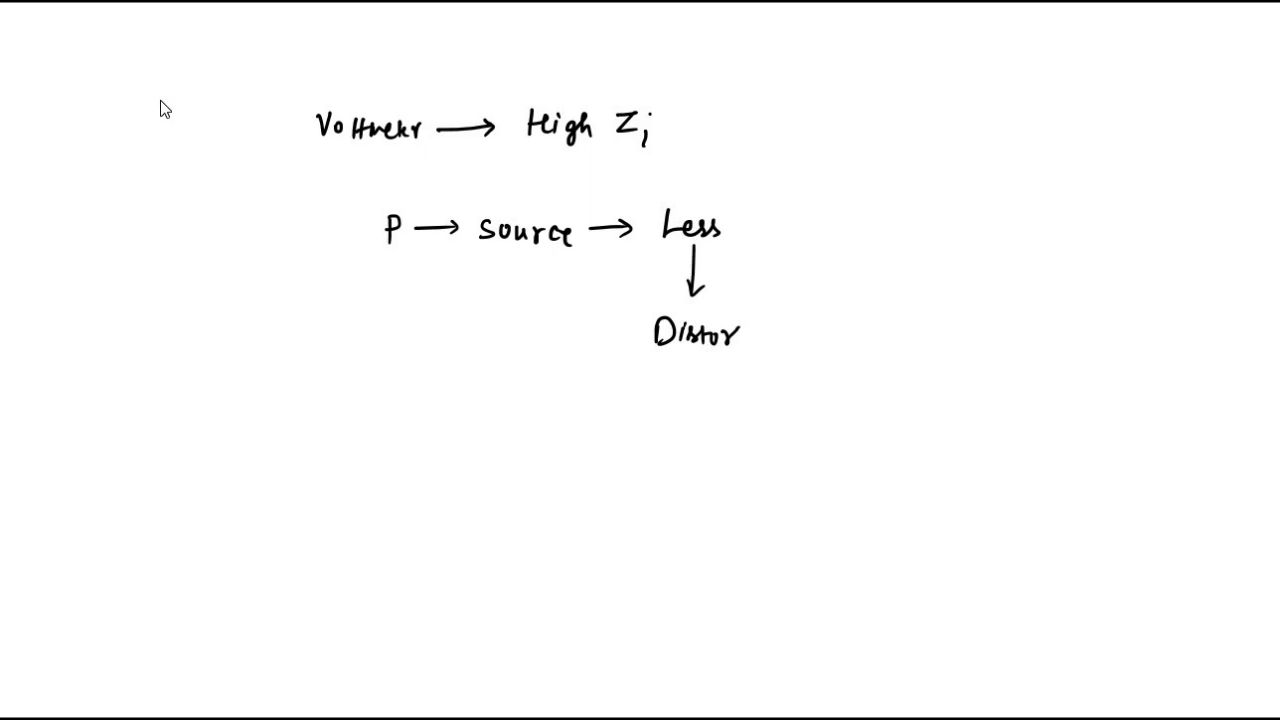 Voltmeter → High Zi
P → source → Less
↓
Distor